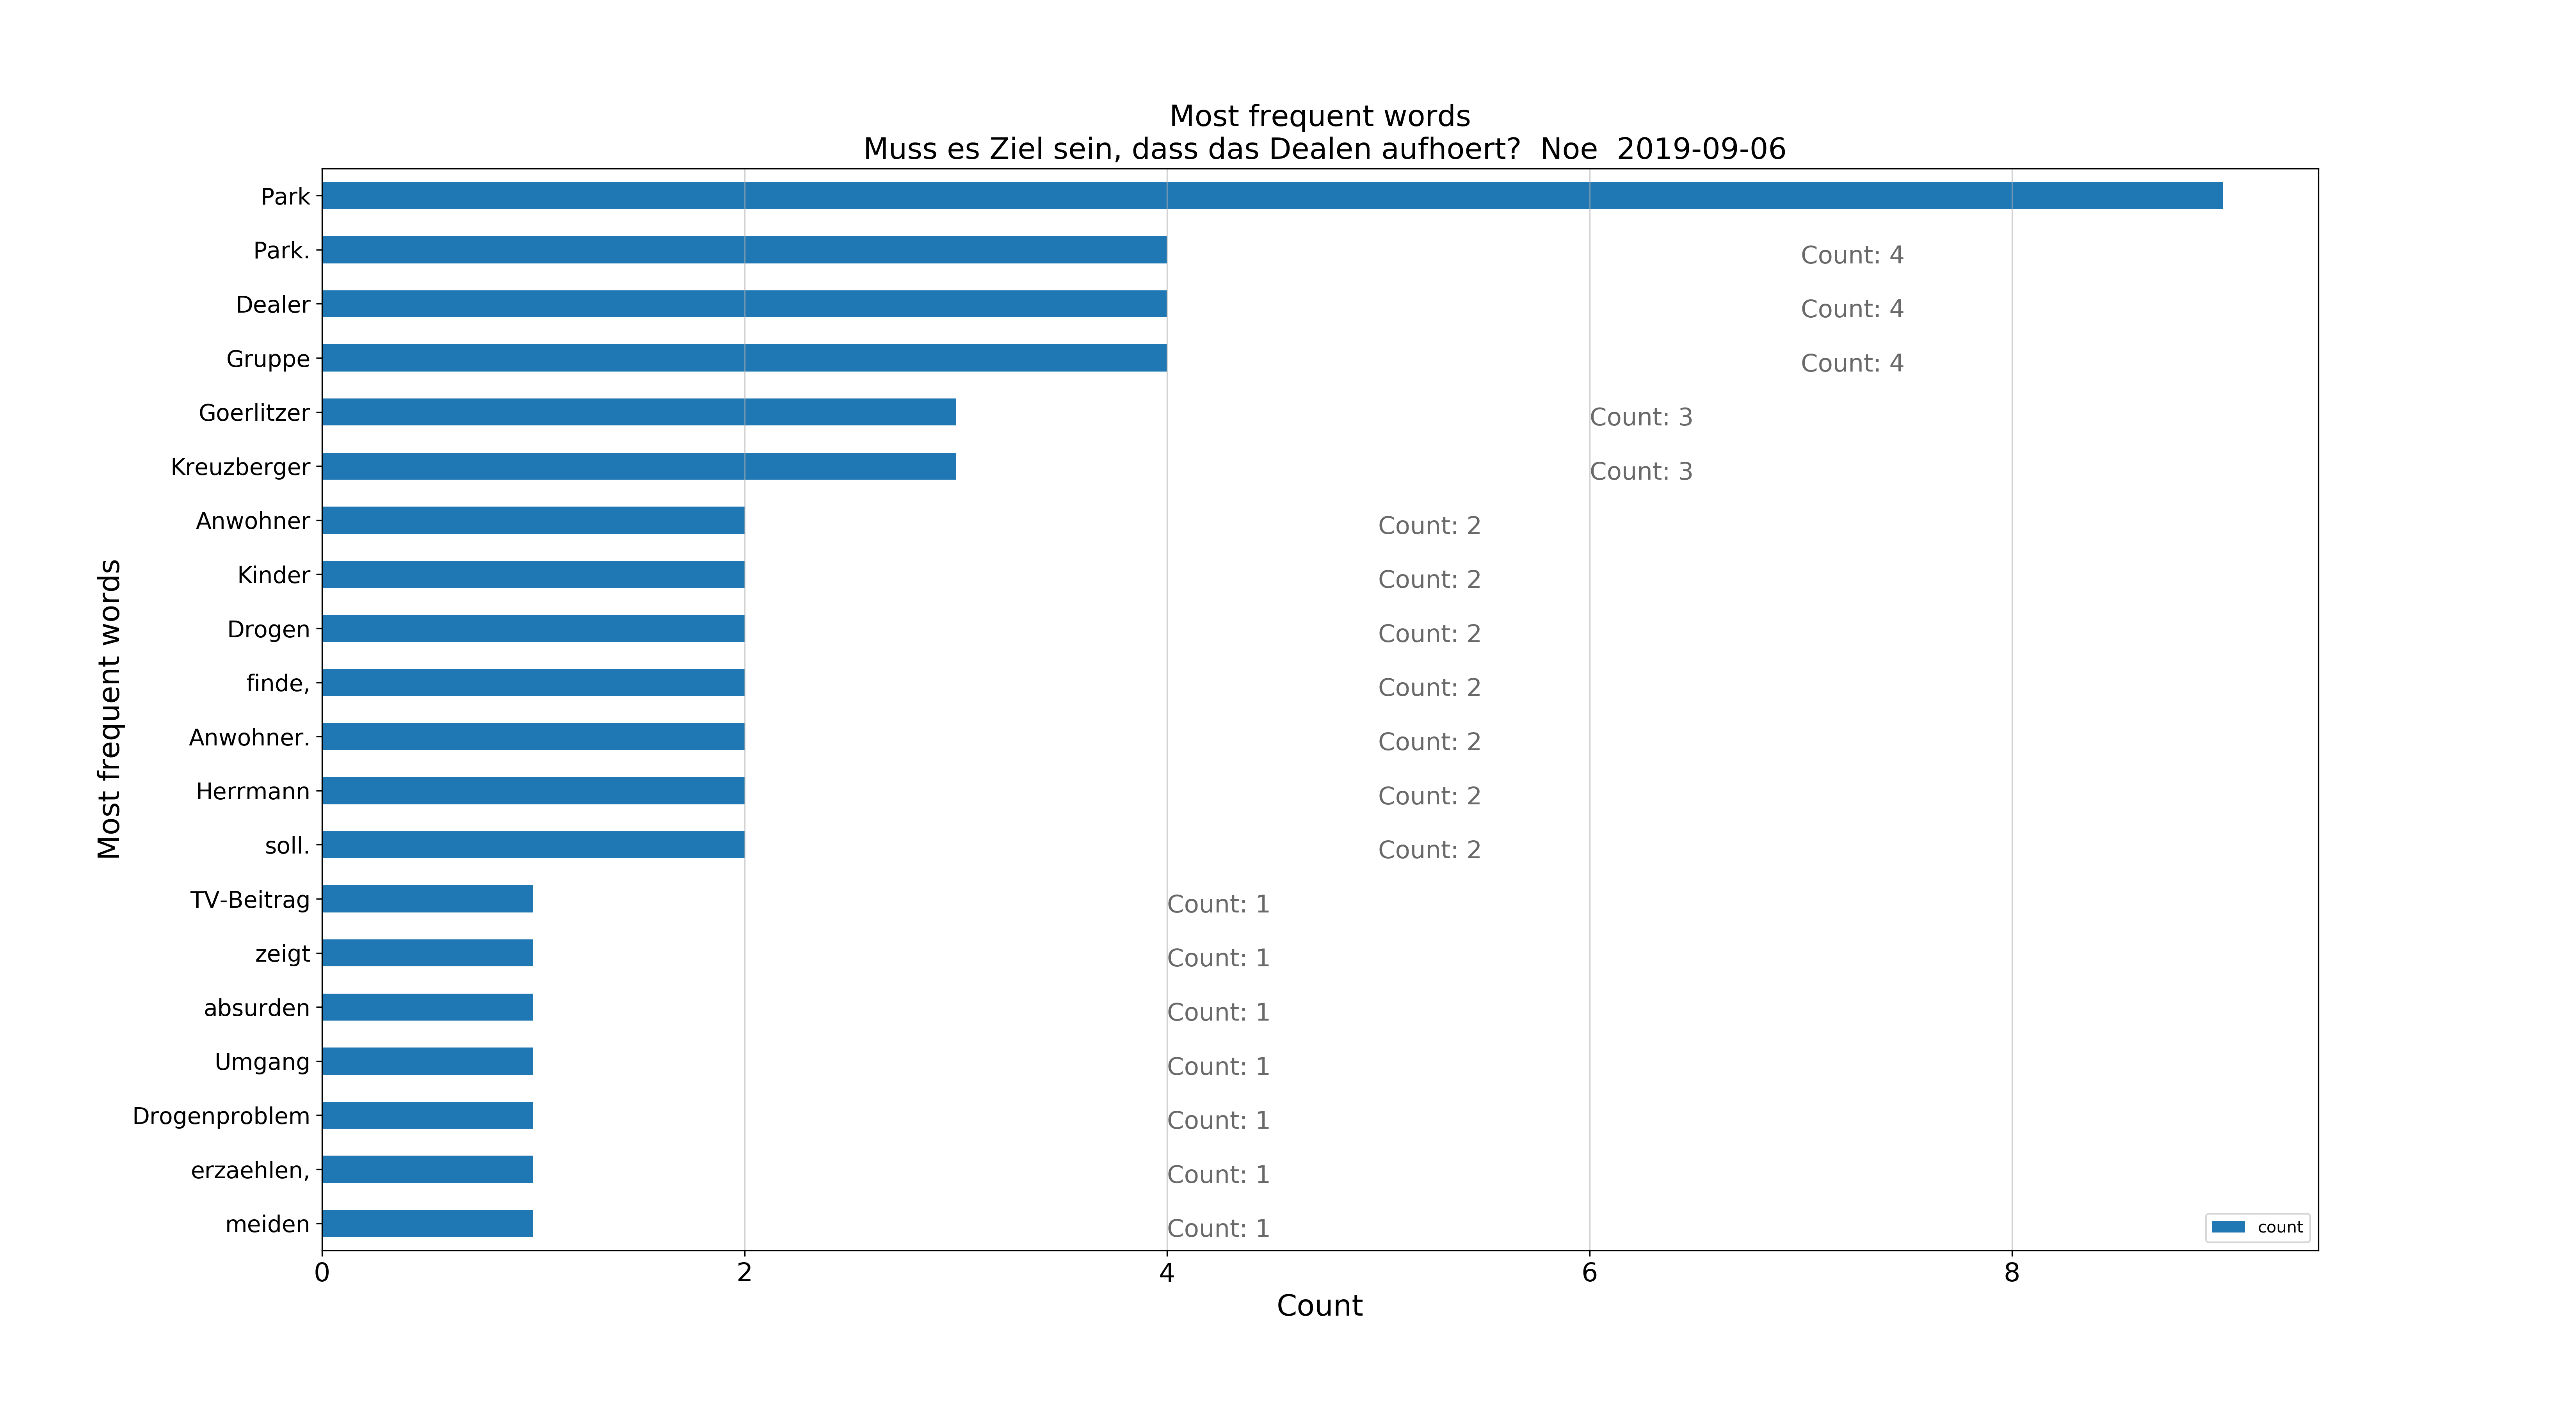 Most frequent words
Muss es Ziel sein, dass das Dealen aufhoert?  Noe  2019-09-06
Most frequent words
Park
Park. Count: 4
Dealer Count: 4
Gruppe Count: 4
Goerlitzer Count: 3
Kreuzberger Count: 3
Anwohner Count: 2
Kinder Count: 2
Drogen Count: 2
finde, Count: 2
Anwohner. Count: 2
Herrmann Count: 2
soll. Count: 2
TV-Beitrag Count: 1
zeigt Count: 1
absurden Count: 1
Umgang Count: 1
Drogenproblem Count: 1
erzaehlen, Count: 1
meiden Count: 1
count
0 2 4 6 8
Count